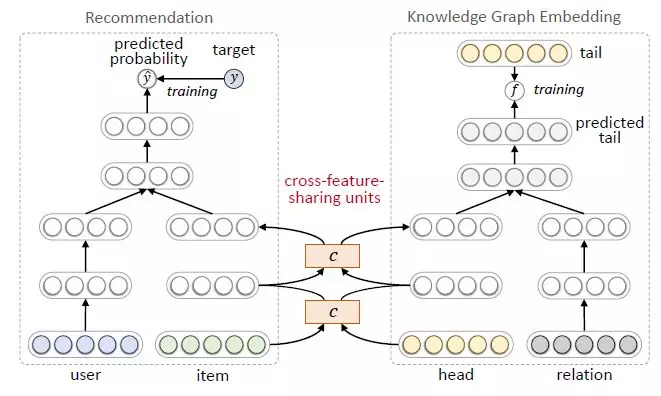 Recommendation
Knowledge Graph Embedding
predicted
probability
target
ŷ
y
training
tail
f
training
predicted
tail
cross-feature-
sharing units
c
c
user
item
head
relation